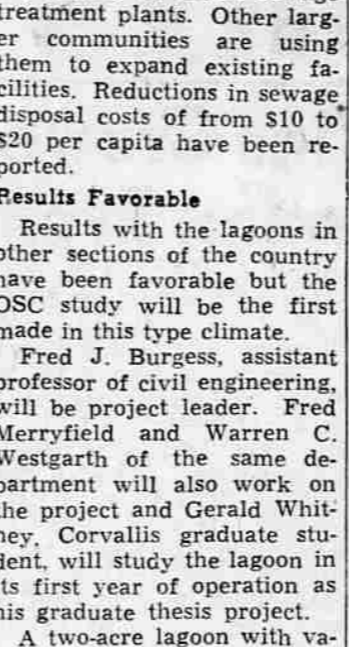 treatment plants. Other larg-
er communities are using
them to expand existing fa-
cilities. Reductions in sewage
disposal costs of from $10 to
$20 per capita have been re-
ported.
Results Favorable
Results with the lagoons in
other sections of the country
have been favorable but the
OSC study will be the first
made in this type climate.
Fred J. Burgess, assistant
professor of civil engineering,
will be project leader. Fred
Merryfield and Warren C.
Westgarth of the same de-
partment will also work on
the project and Gerald Whit-
ney, Corvallis graduate stu-
dent, will study the lagoon in
its first year of operation as
his graduate thesis project.
A two-acre lagoon with va-